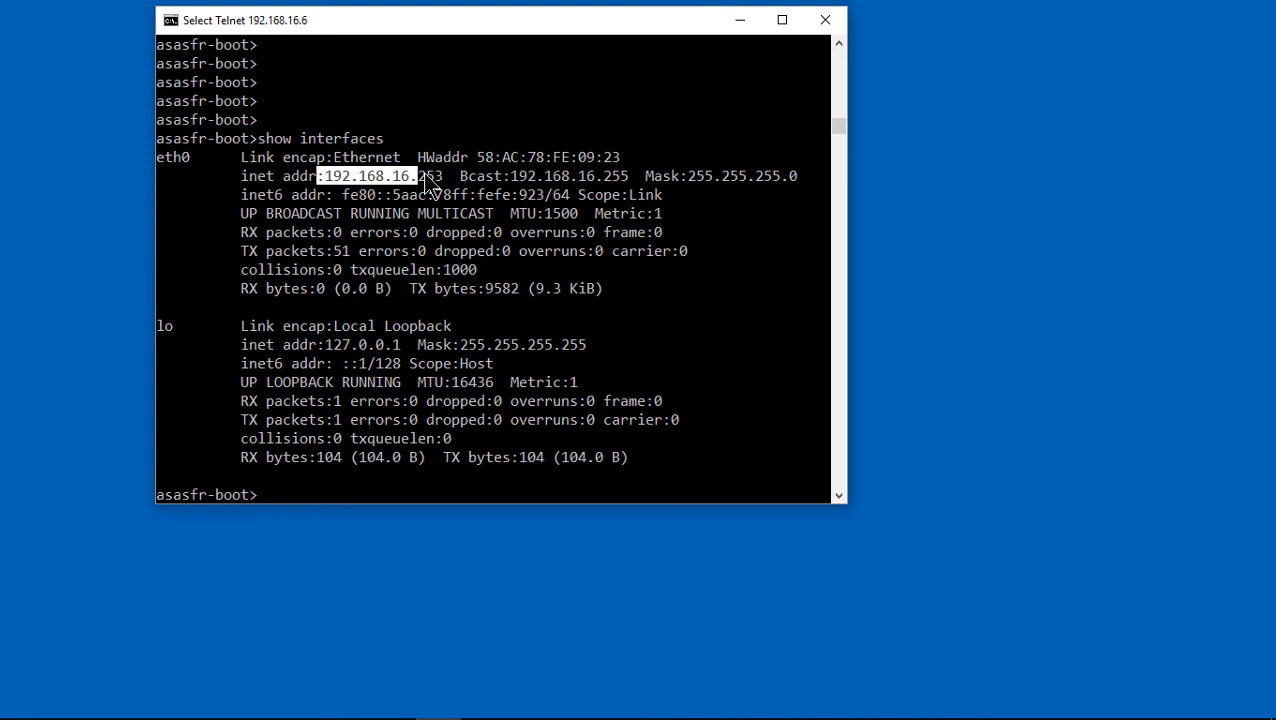 Select Telnet 192.168.16.6
asasfr-boot>
asasfr-boot>
asasfr-boot>
asasfr-boot>
asasfr-boot>
asasfr-boot>show interfaces
eth0 Link encap:Ethernet HWaddr 58:AC:78:FE:09:23
inet addr:192.168.16.253 Bcast:192.168.16.255 Mask:255.255.255.0
inet6 addr: fe80::5aac:78ff:fefe:923/64 Scope:Link
UP BROADCAST RUNNING MULTICAST MTU:1500 Metric:1
RX packets:0 errors:0 dropped:0 overruns:0 frame:0
TX packets:51 errors:0 dropped:0 overruns:0 carrier:0
collisions:0 txqueuelen:1000
RX bytes:0 (0.0 B) TX bytes:9582 (9.3 KiB)
lo Link encap:Local Loopback
inet addr:127.0.0.1 Mask:255.255.255.255
inet6 addr: ::1/128 Scope:Host
UP LOOPBACK RUNNING MTU:16436 Metric:1
RX packets:1 errors:0 dropped:0 overruns:0 frame:0
TX packets:1 errors:0 dropped:0 overruns:0 carrier:0
collisions:0 txqueuelen:0
RX bytes:104 (104.0 B) TX bytes:104 (104.0 B)
asasfr-boot>